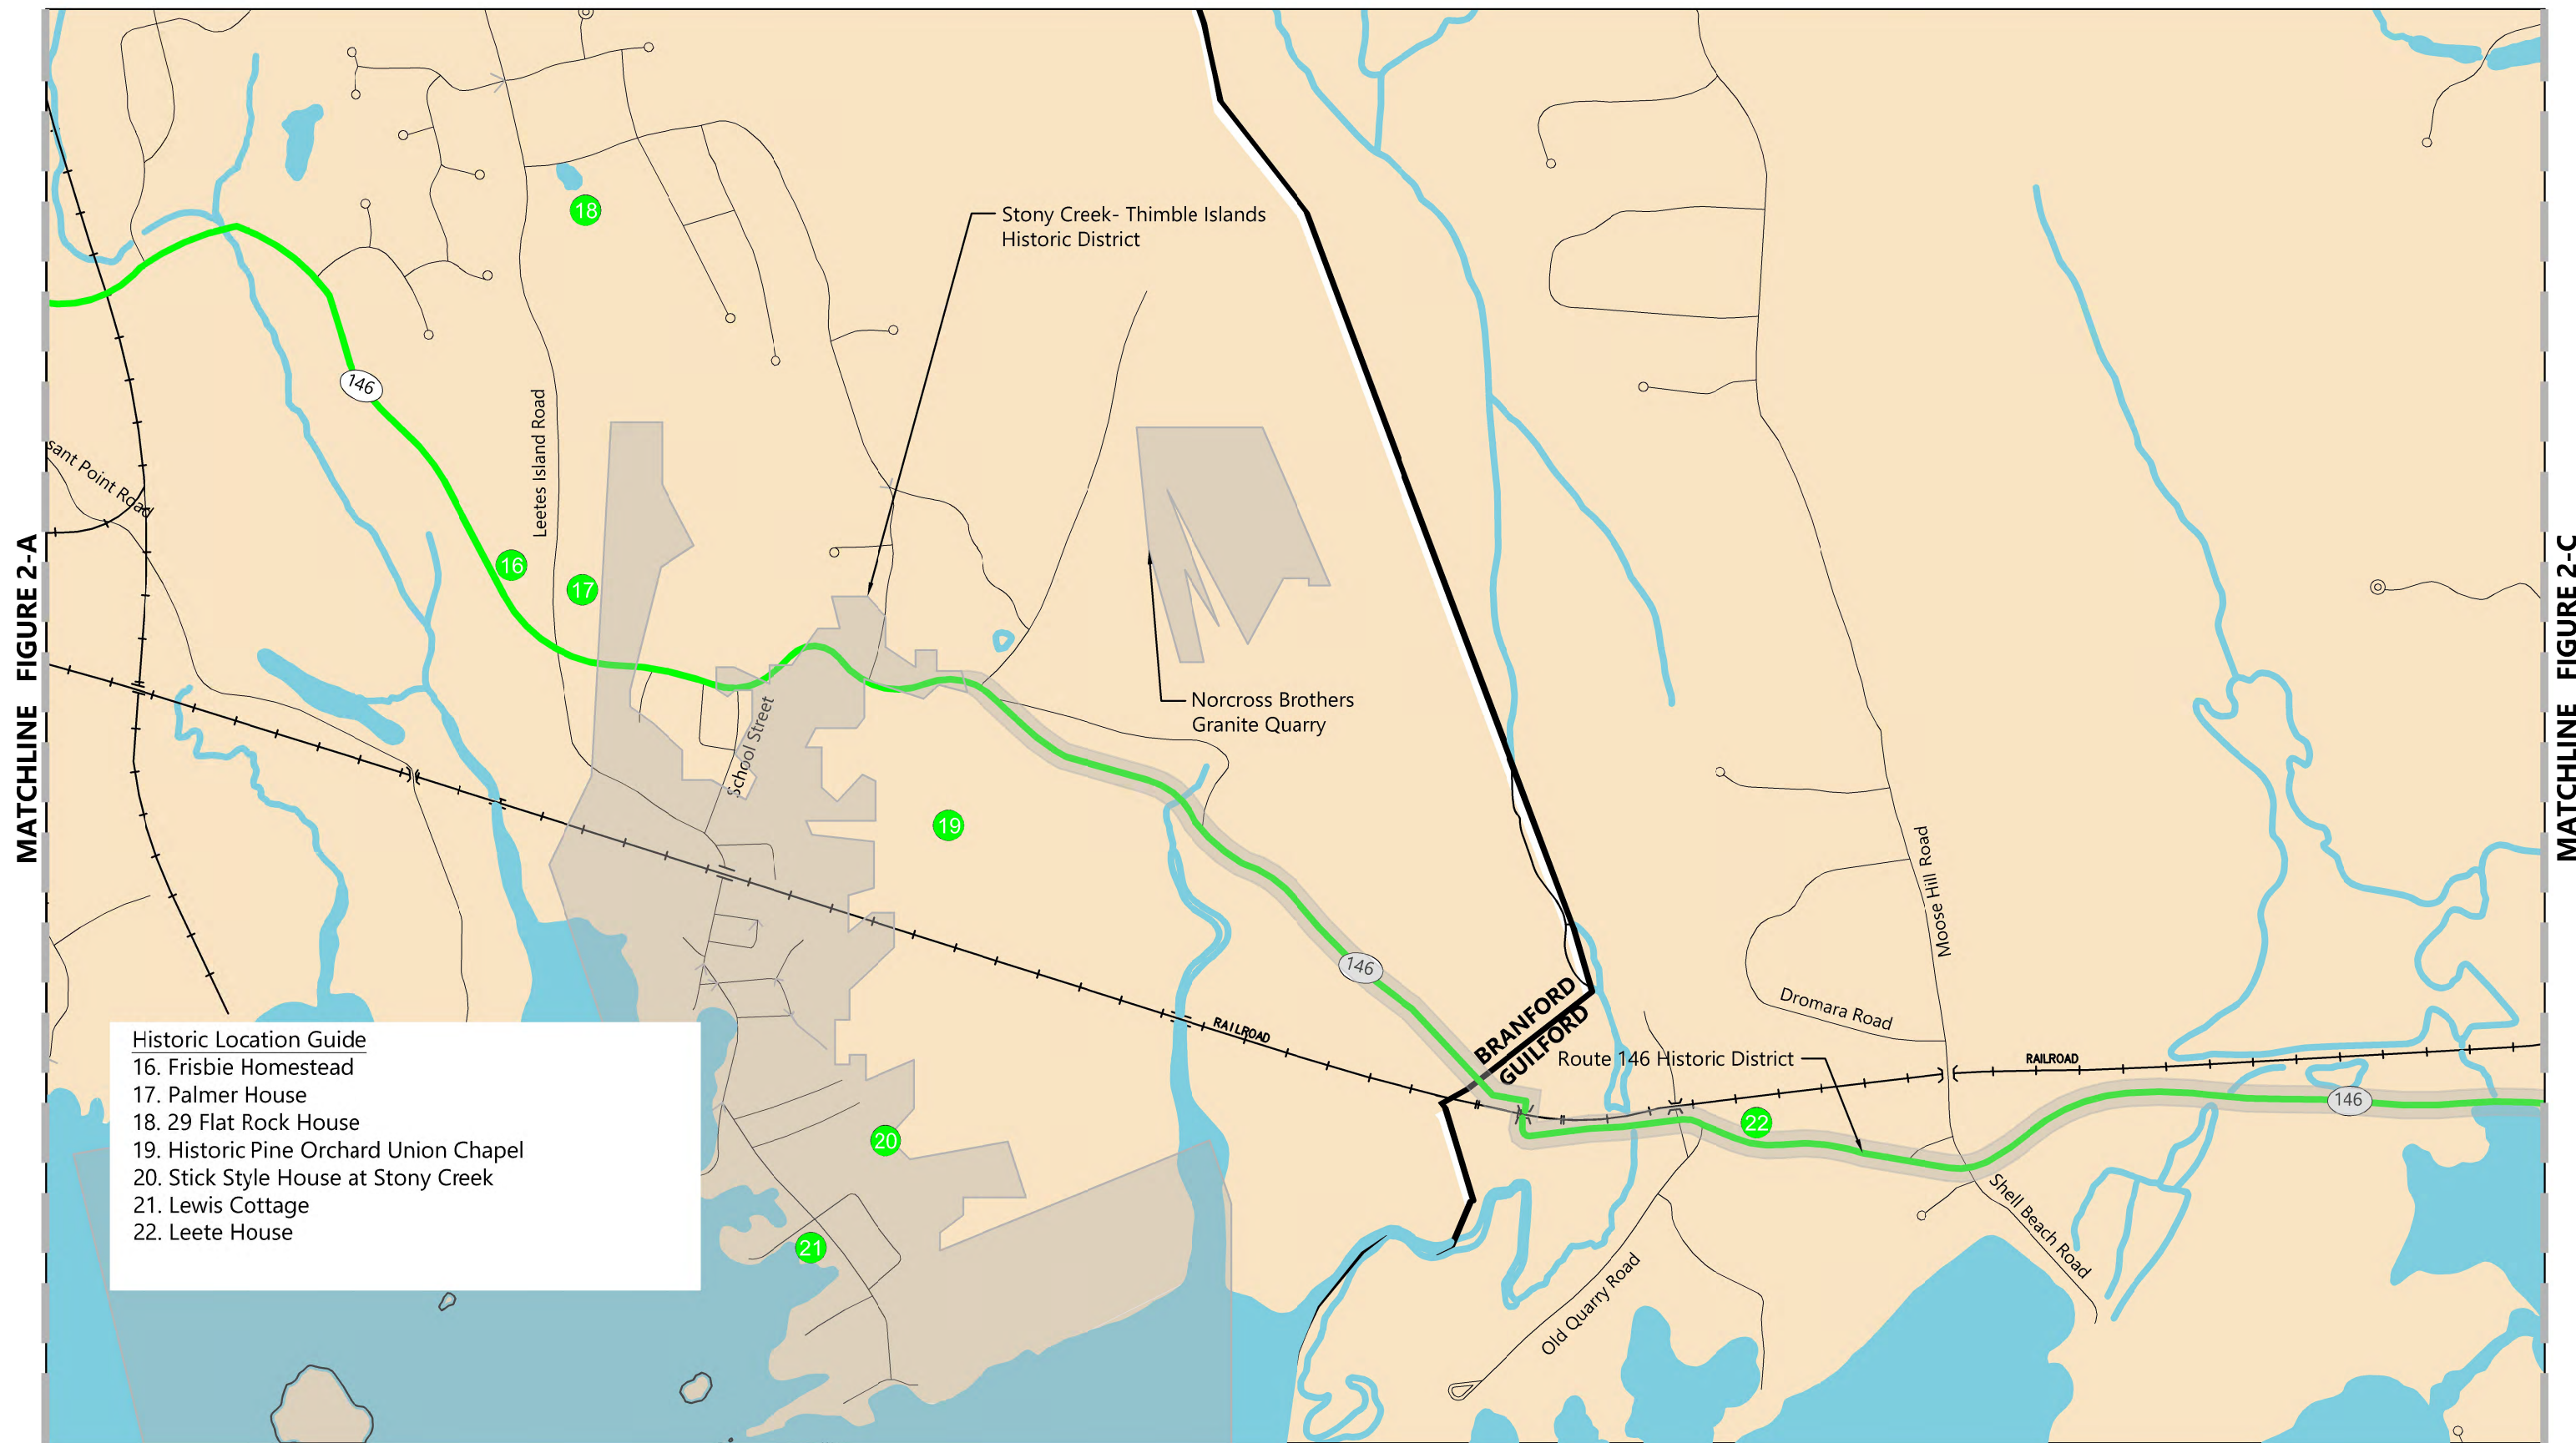 18
Stony Creek- Thimble Islands
Historic District
146
Leetes Island Road
sant Point Road
MATCHLINE FIGURE 2-A
MATCHLINE FIGURE 2-C
16
17
Norcross Brothers
Granite Quarry
School Street
19
Moose Hill Road
146
BRANFORD
GUILFORD
Dromara Road
RAILROAD
Route 146 Historic District
RAILROAD
146
22
Historic Location Guide
16. Frisbie Homestead
17. Palmer House
18. 29 Flat Rock House
19. Historic Pine Orchard Union Chapel
20. Stick Style House at Stony Creek
21. Lewis Cottage
22. Leete House
20
21
Shell Beach Road
Old Quarry Road